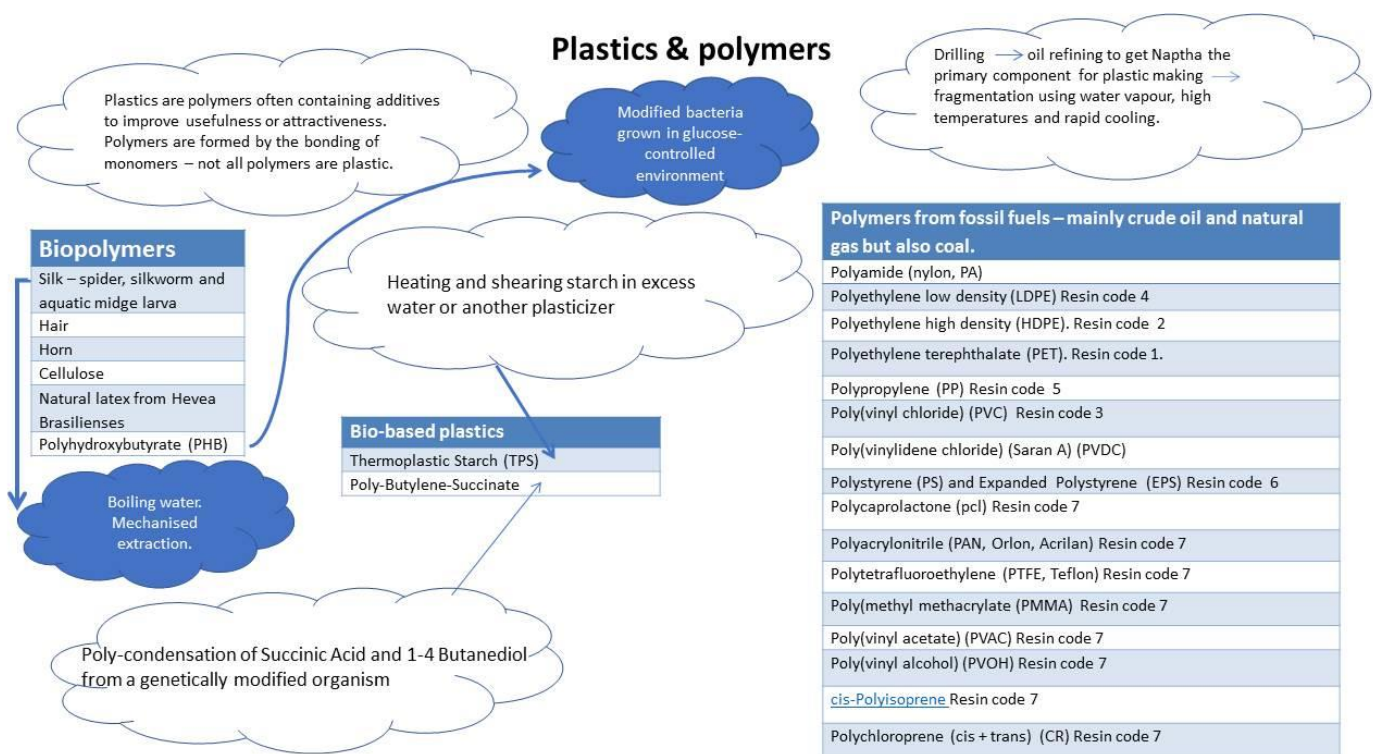 Plastics & polymers
Plastics are polymers often containing additives
to improve usefulness or attractiveness.
Polymers are formed by the bonding of
monomers – not all polymers are plastic.
Modified bacteria
grown in glucose-
controlled
environment
Drilling → oil refining to get Naptha the
primary component for plastic making →
fragmentation using water vapour, high
temperatures and rapid cooling.
Biopolymers
Silk – spider, silkworm and
aquatic midge larva
Hair
Horn
Cellulose
Natural latex from Hevea
Brasilienses
Polyhydroxybutyrate (PHB)
Boiling water.
Mechanised
extraction.
Heating and shearing starch in excess
water or another plasticizer
Bio-based plastics
Thermoplastic Starch (TPS)
Poly-Butylene-Succinate
Poly-condensation of Succinic Acid and 1-4 Butanediol
from a genetically modified organism
Polymers from fossil fuels – mainly crude oil and natural
gas but also coal.
Polyamide (nylon, PA)
Polyethylene low density (LDPE) Resin code 4
Polyethylene high density (HDPE). Resin code 2
Polyethylene terephthalate (PET). Resin code 1.
Polypropylene (PP) Resin code 5
Poly(vinyl chloride) (PVC) Resin code 3
Poly(vinylidene chloride) (Saran A) (PVDC)
Polystyrene (PS) and Expanded Polystyrene (EPS) Resin code 6
Polycaprolactone (pcl) Resin code 7
Polyacrylonitrile (PAN, Orlon, Acrilan) Resin code 7
Polytetrafluoroethylene (PTFE, Teflon) Resin code 7
Poly(methyl methacrylate (PMMA) Resin code 7
Poly(vinyl acetate) (PVAC) Resin code 7
Poly(vinyl alcohol) (PVOH) Resin code 7
cis-Polyisoprene Resin code 7
Polychloroprene (cis + trans) (CR) Resin code 7